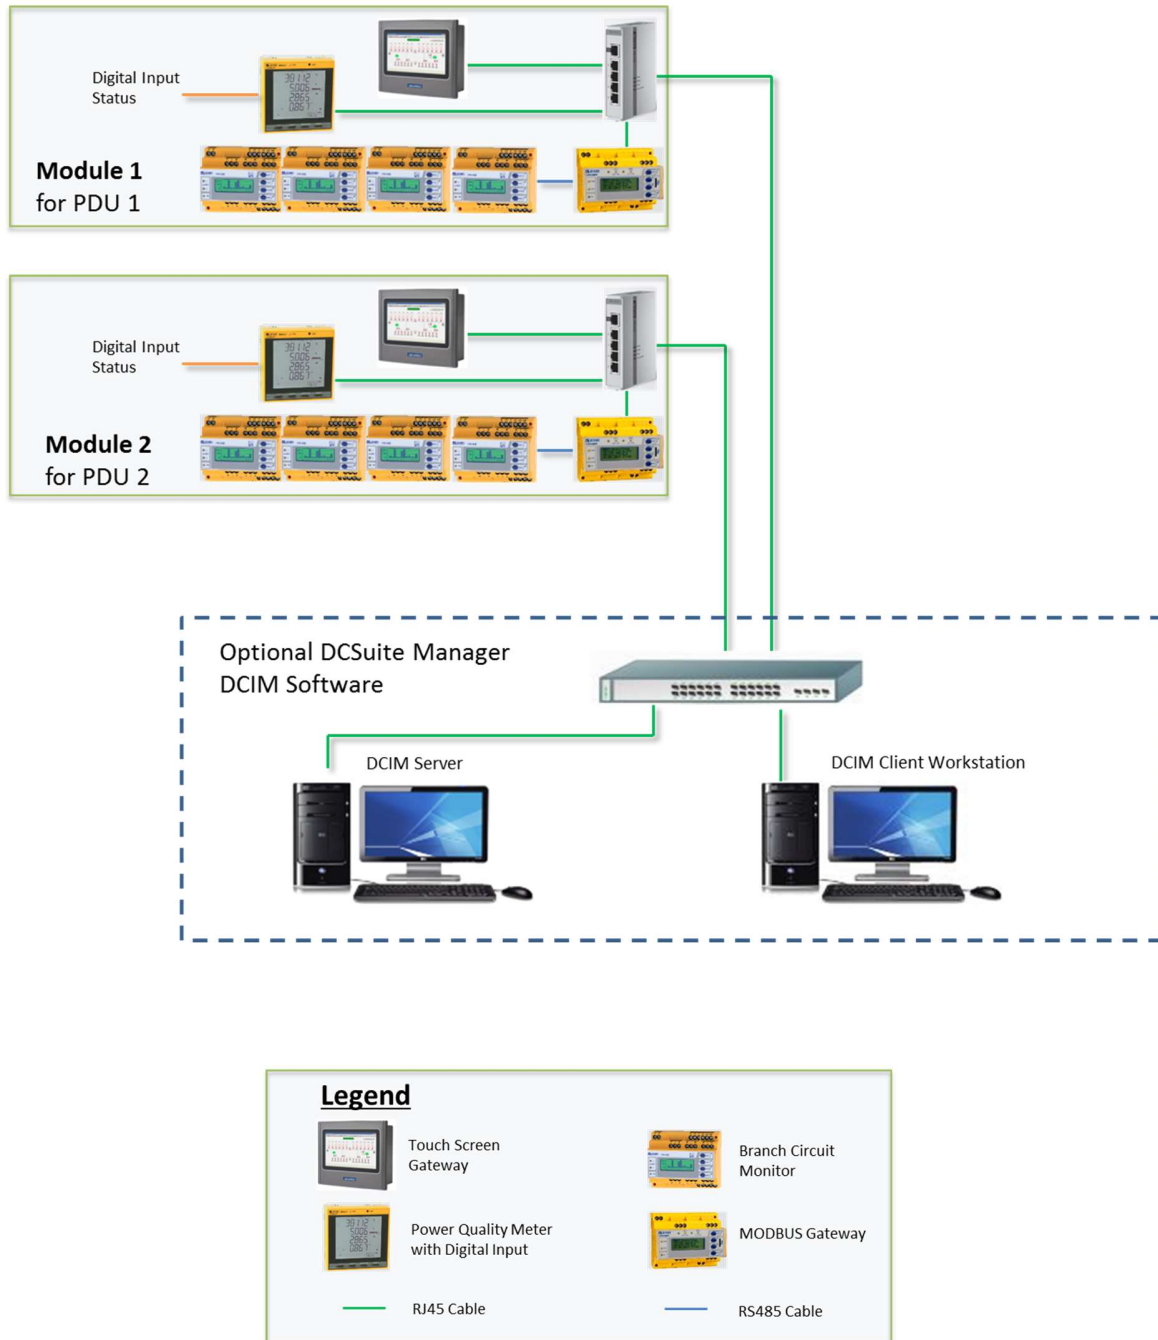 Digital Input
Status
Module 1
for PDU 1
Digital Input
Status
Module 2
for PDU 2
Optional DCSuite Manager
DCIM Software
DCIM Server
DCIM Client Workstation
Legend
Touch Screen
Gateway
Branch Circuit
Monitor
Power Quality Meter
with Digital Input
MODBUS Gateway
RJ45 Cable
RS485 Cable